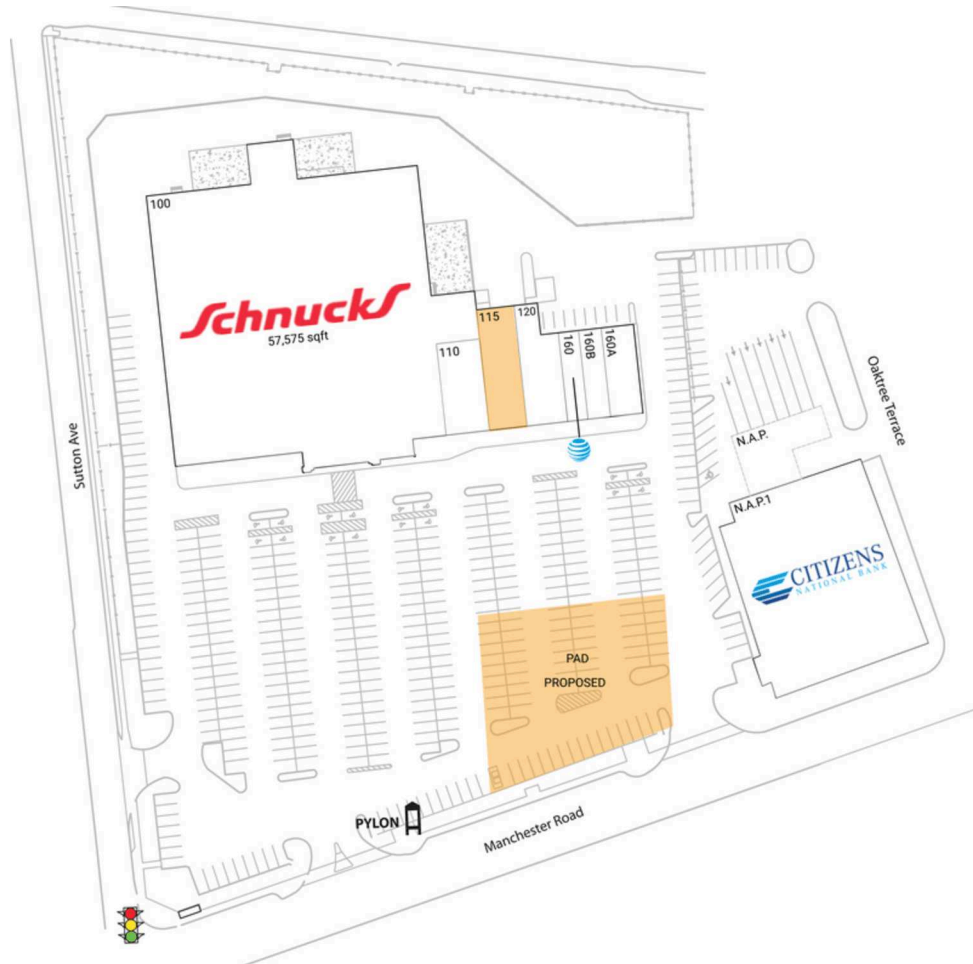 100
Schnucks
57,575 sqft
110
115
120
160
160B
160A
Sutton Ave
Oaktree Terrace
N.A.P.
N.A.P.1
CITIZENS
NATIONAL BANK
PAD
PROPOSED
PYLON
Manchester Road